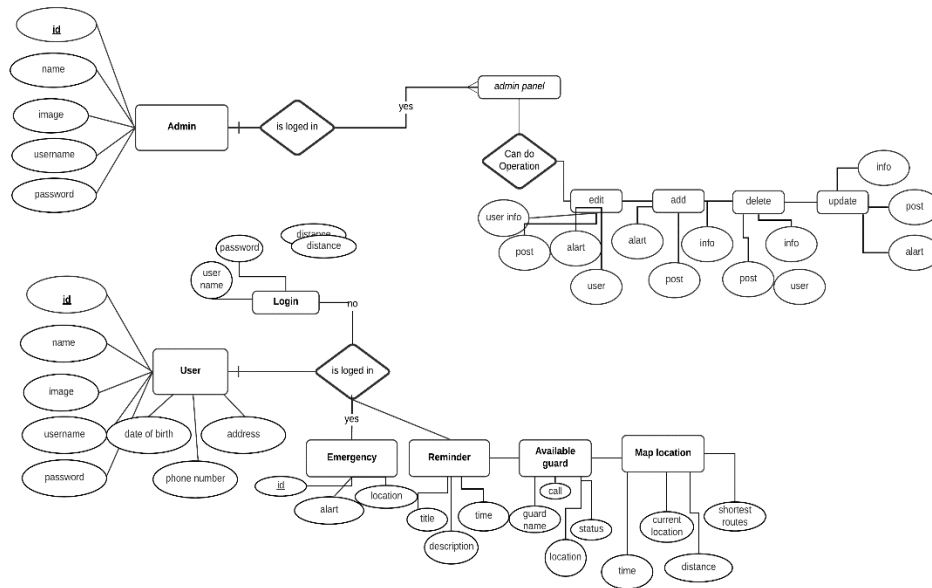 id
name
image
username
password
Admin
is loged in
yes
admin panel
Can do
Operation
edit
add
delete
update
info
post
alart
user info
post
alart
user
alart
post
info
post
info
user
distance
distance
password
user
name
Login
no
id
name
image
username
password
User
date of birth
phone number
address
is loged in
yes
Emergency
id
alart
location
Reminder
title
description
time
Available
guard
guard
name
call
location
status
Map location
time
current
location
distance
shortest
routes